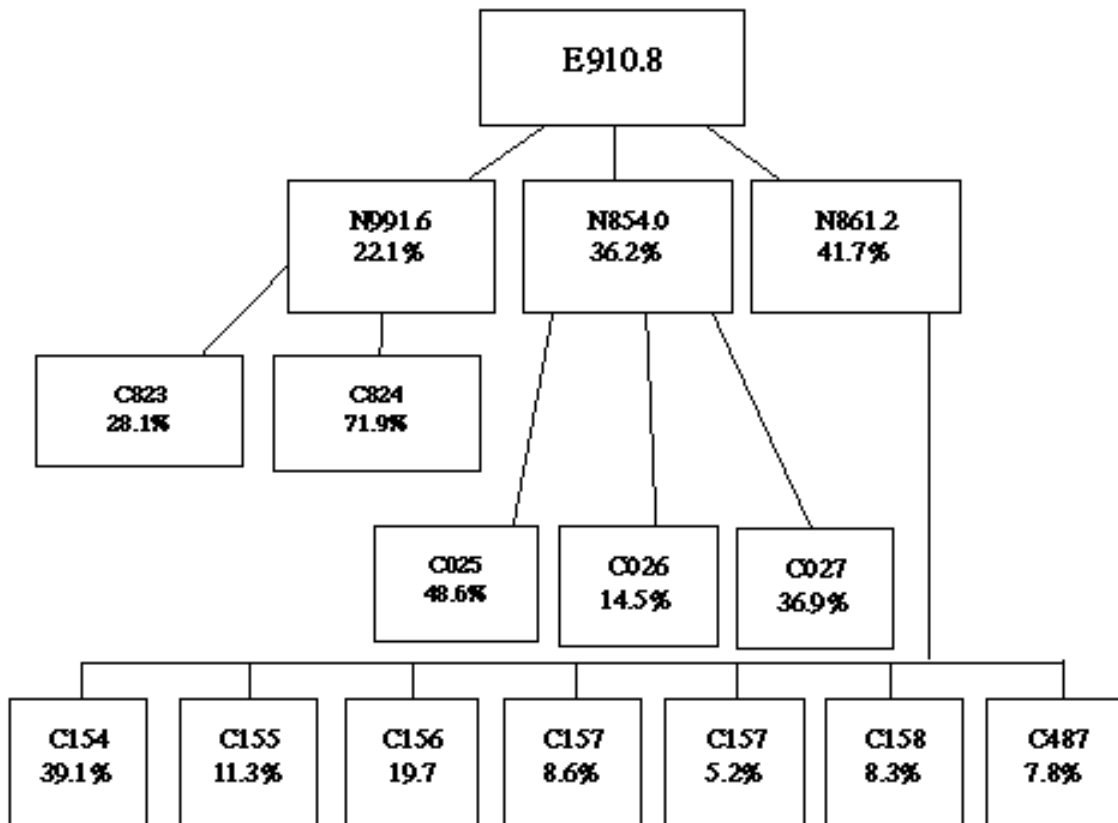 E910.8
N991.6
22.1%
N854.0
36.2%
N861.2
41.7%
C823
28.1%
C824
71.9%
C025
48.6%
C026
14.5%
C027
36.9%
C154
39.1%
C155
11.3%
C156
19.7
C157
8.6%
C157
5.2%
C158
8.3%
C487
7.8%